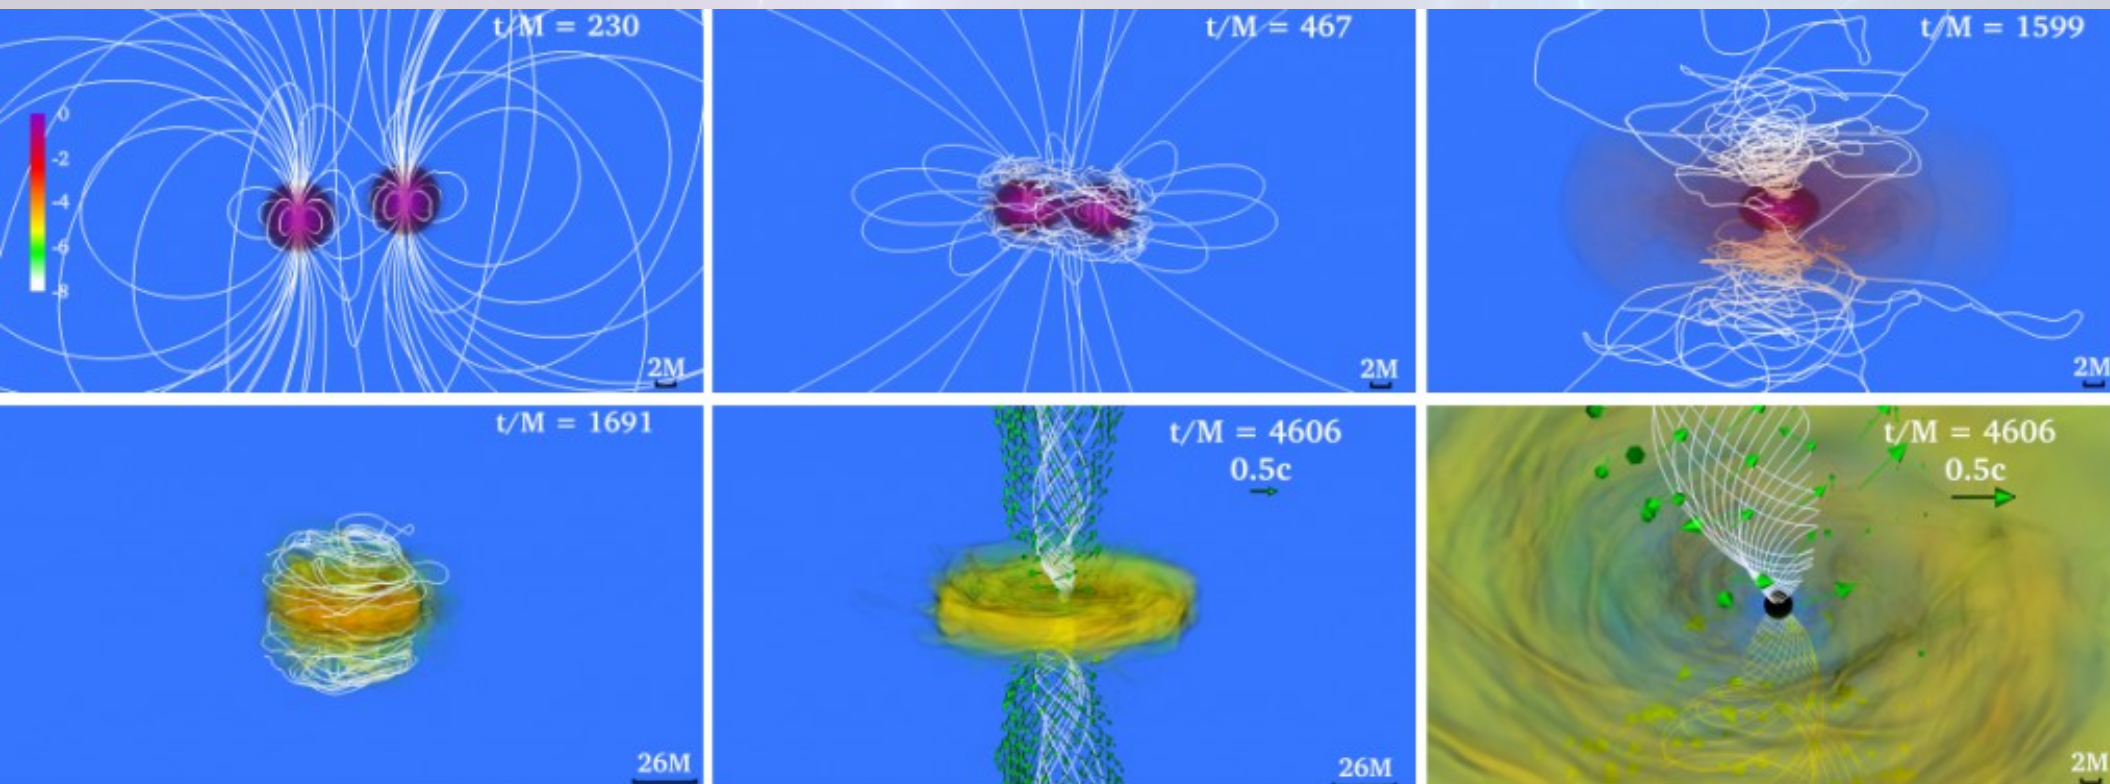 t/M = 230
0
-2
-4
-6
-8
2M
t/M = 467
2M
t/M = 1599
2M
t/M = 1691
26M
t/M = 4606
0.5c
26M
t/M = 4606
0.5c
2M